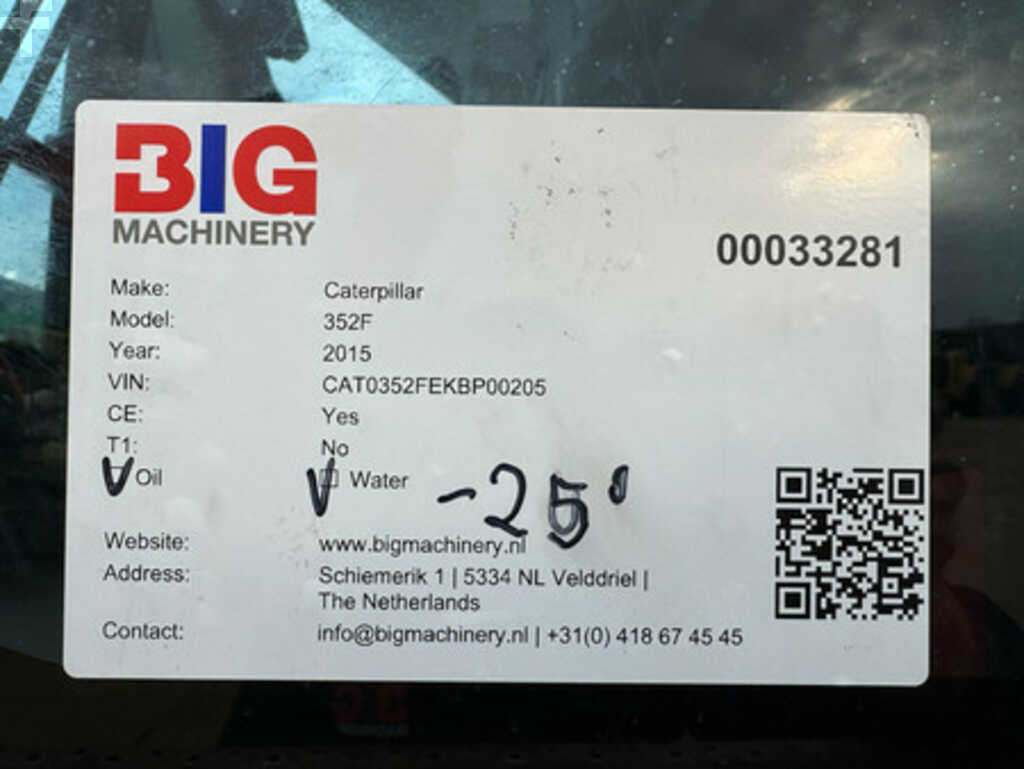 BIG
MACHINERY
00033281
Make: Caterpillar
Model: 352F
Year: 2015
VIN: CAT0352FEKBP00205
CE: Yes
T1: No
V Oil V Water -25°
Website: www.bigmachinery.nl
Address: Schiemerik 1 | 5334 NL Velddriel |
The Netherlands
Contact: info@bigmachinery.nl | +31(0) 418 67 45 45